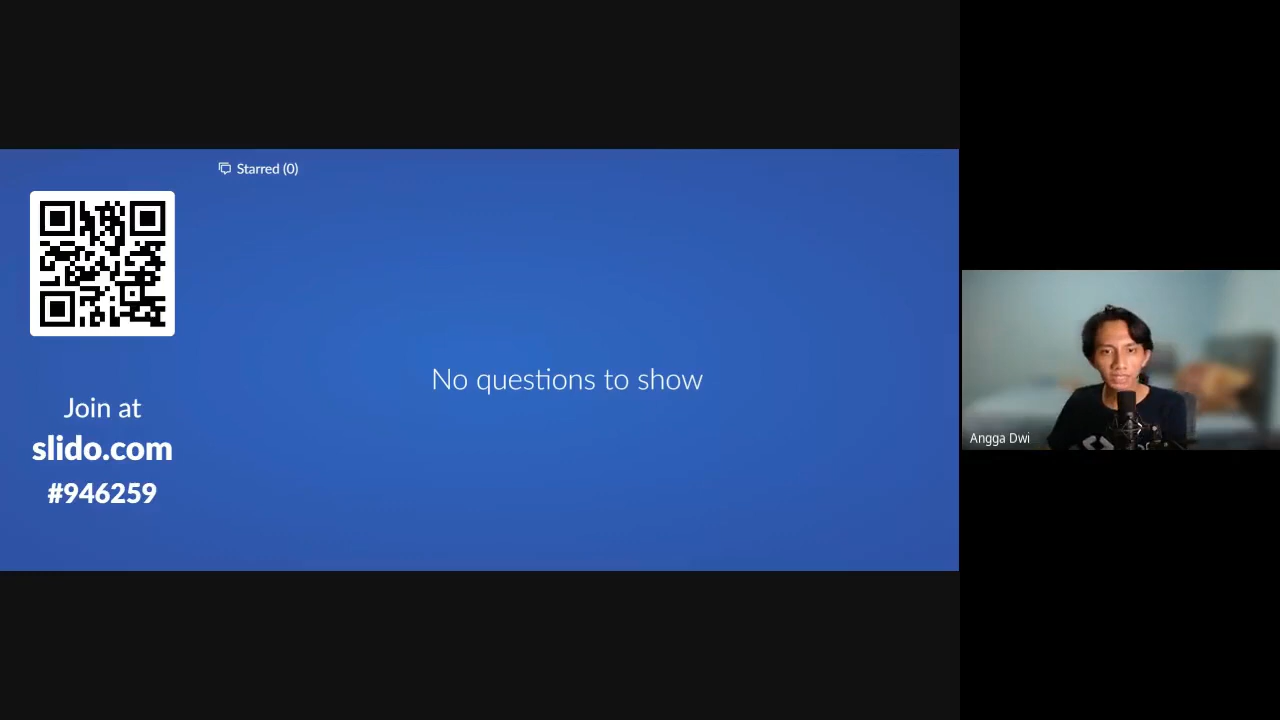 Starred (0)
No questions to show
Join at
slido.com
#946259
Angga Dwi